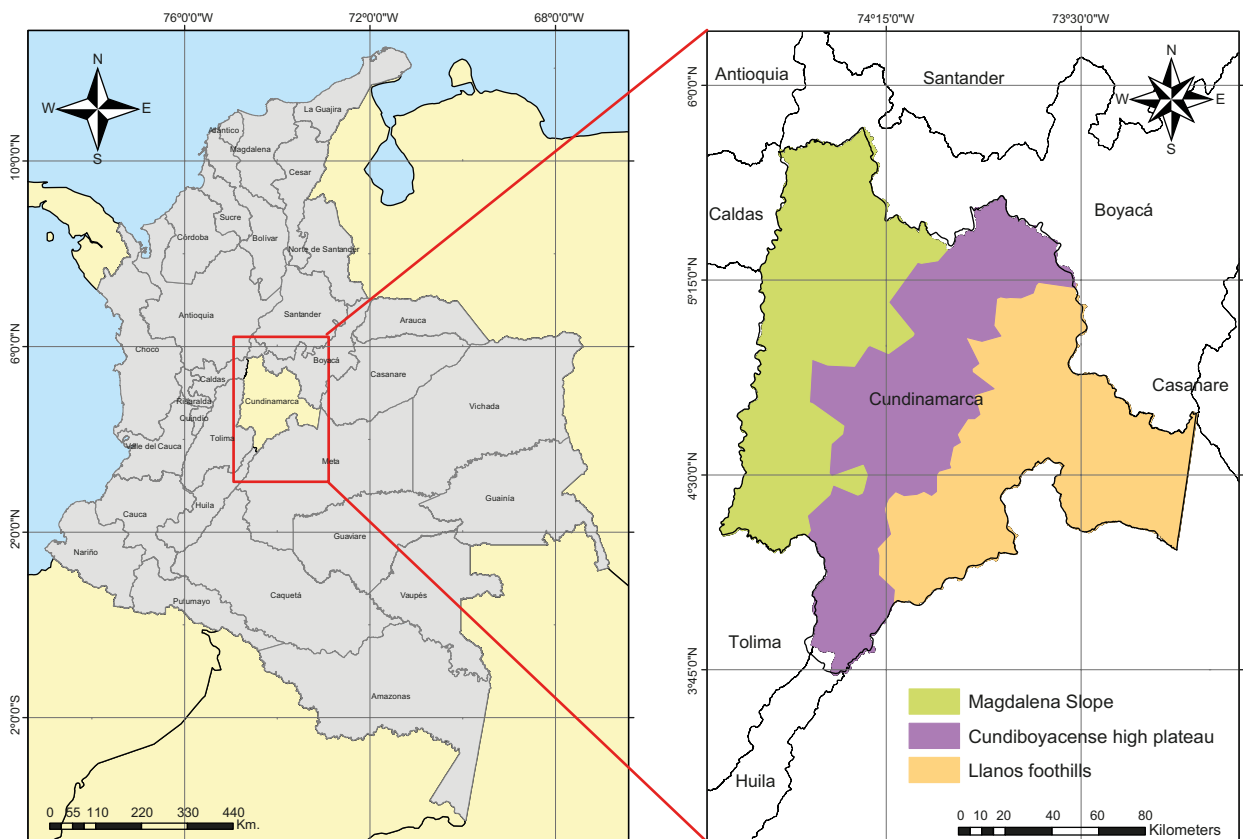 76°0'0"W 72°0'0"W 68°0'0"W
10°0'0"N
6°0'0"N
2°0'0"N
2°0'0"S
N
W E
S
La Guajira
Atlántico
Magdalena
Cesar
Sucre
Córdoba
Bolívar
Norte de Santander
Antioquia
Santander
Arauca
Chocó
Boyacá
Caldas
Casanare
Risaralda
Cundinamarca
Vichada
Quindío
Tolima
Valle del Cauca
Meta
Guainía
Huila
Cauca
Guaviare
Nariño
Caquetá
Vaupés
Putumayo
Amazonas
0 55 110 220 330 440
Km.
74°15'0"W 73°30'0"W
6°0'0"N
5°15'0"N
4°30'0"N
3°45'0"N
N
W E
S
Antioquia
Santander
Caldas
Boyacá
Casanare
Cundinamarca
Tolima
Huila
Magdalena Slope
Cundiboyacense high plateau
Llanos foothills
0 10 20 40 60 80
Kilometers